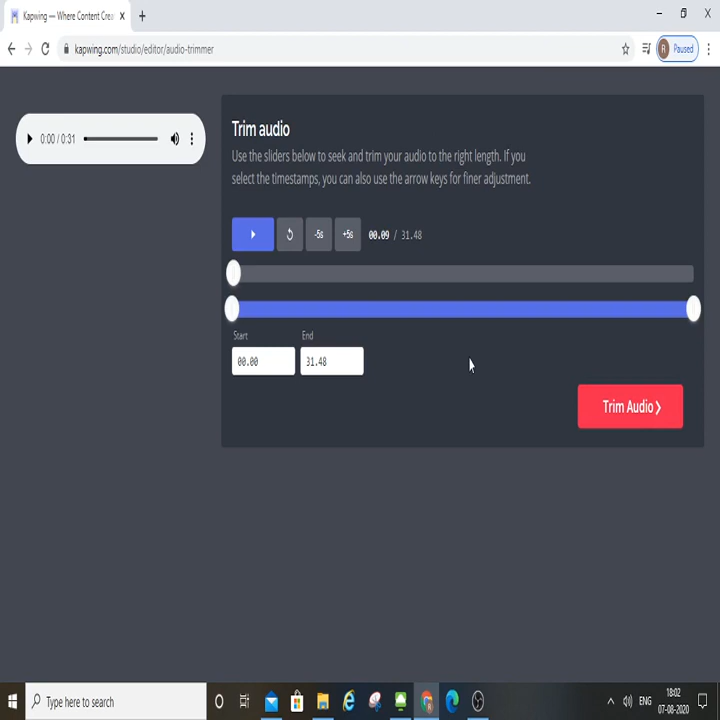 Kapwing — Where Content Crea
kapwing.com/studio/editor/audio-trimmer
R Paused
0:00 / 0:31
Trim audio
Use the sliders below to seek and trim your audio to the right length. If you
select the timestamps, you can also use the arrow keys for finer adjustment.
-5s +5s 00.09 / 31.48
Start End
00.00 31.48
Trim Audio
Type here to search
ENG
18:02
07-08-2020